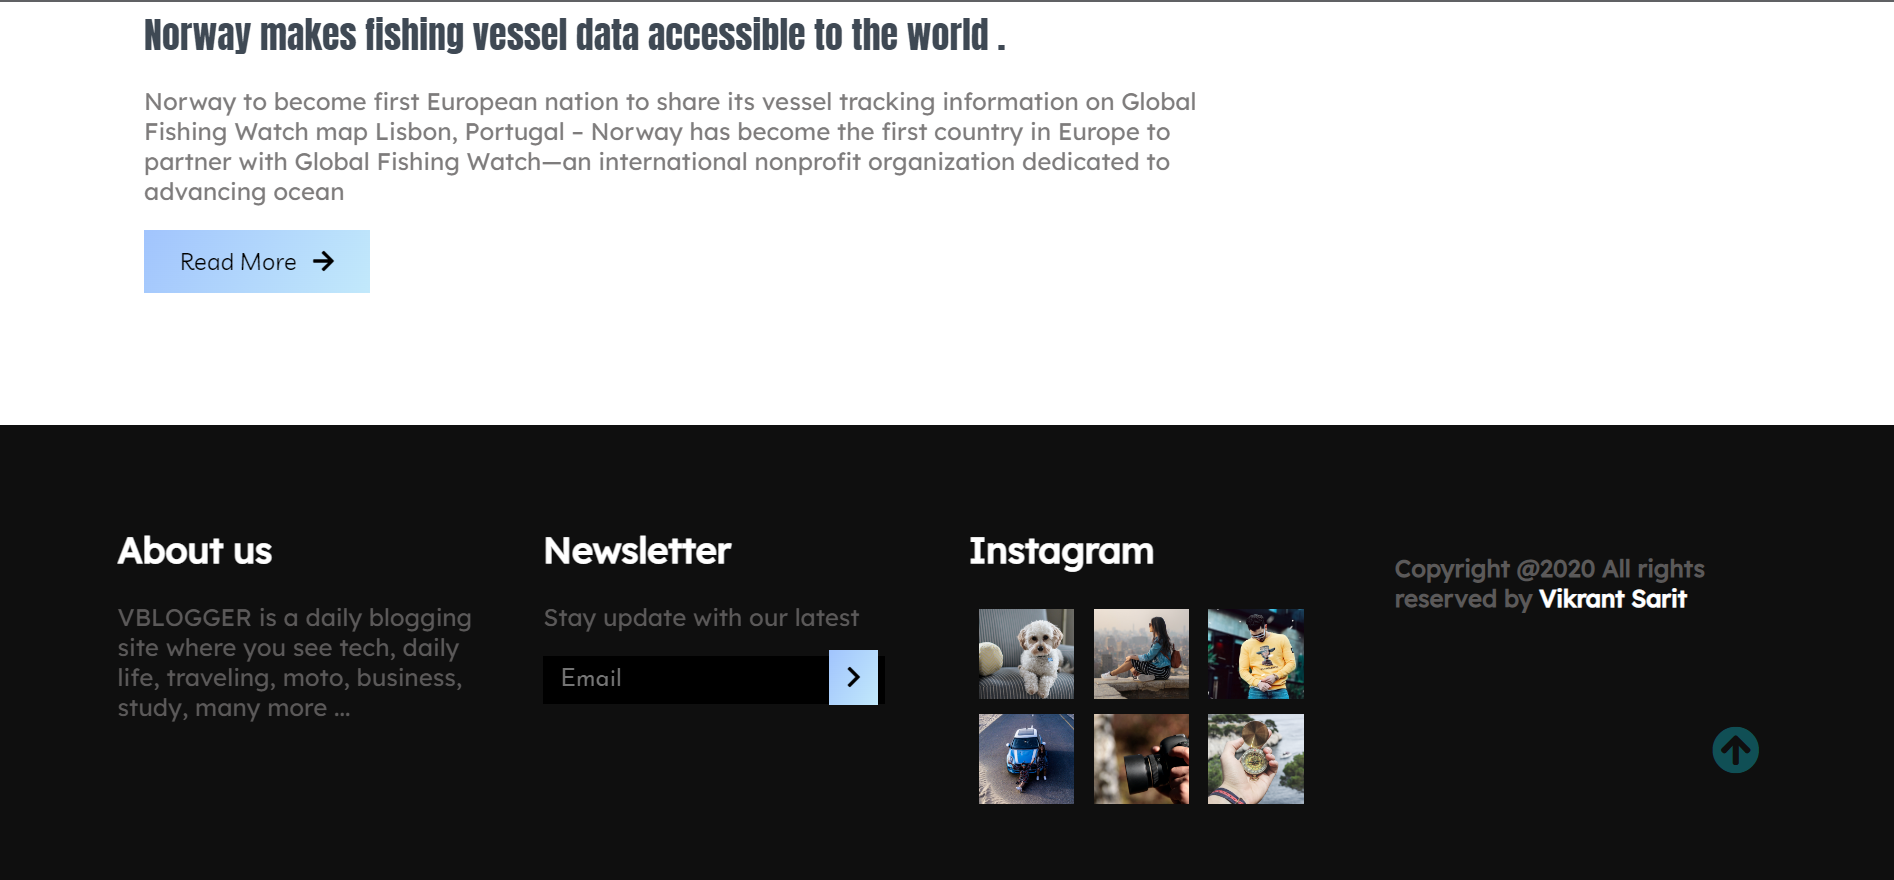 Norway makes fishing vessel data accessible to the world .
Norway to become first European nation to share its vessel tracking information on Global
Fishing Watch map Lisbon, Portugal – Norway has become the first country in Europe to
partner with Global Fishing Watch—an international nonprofit organization dedicated to
advancing ocean
Read More
About us
VBLOGGER is a daily blogging
site where you see tech, daily
life, traveling, moto, business,
study, many more ...
Newsletter
Stay update with our latest
Email
Instagram
Copyright @2020 All rights
reserved by Vikrant Sarit